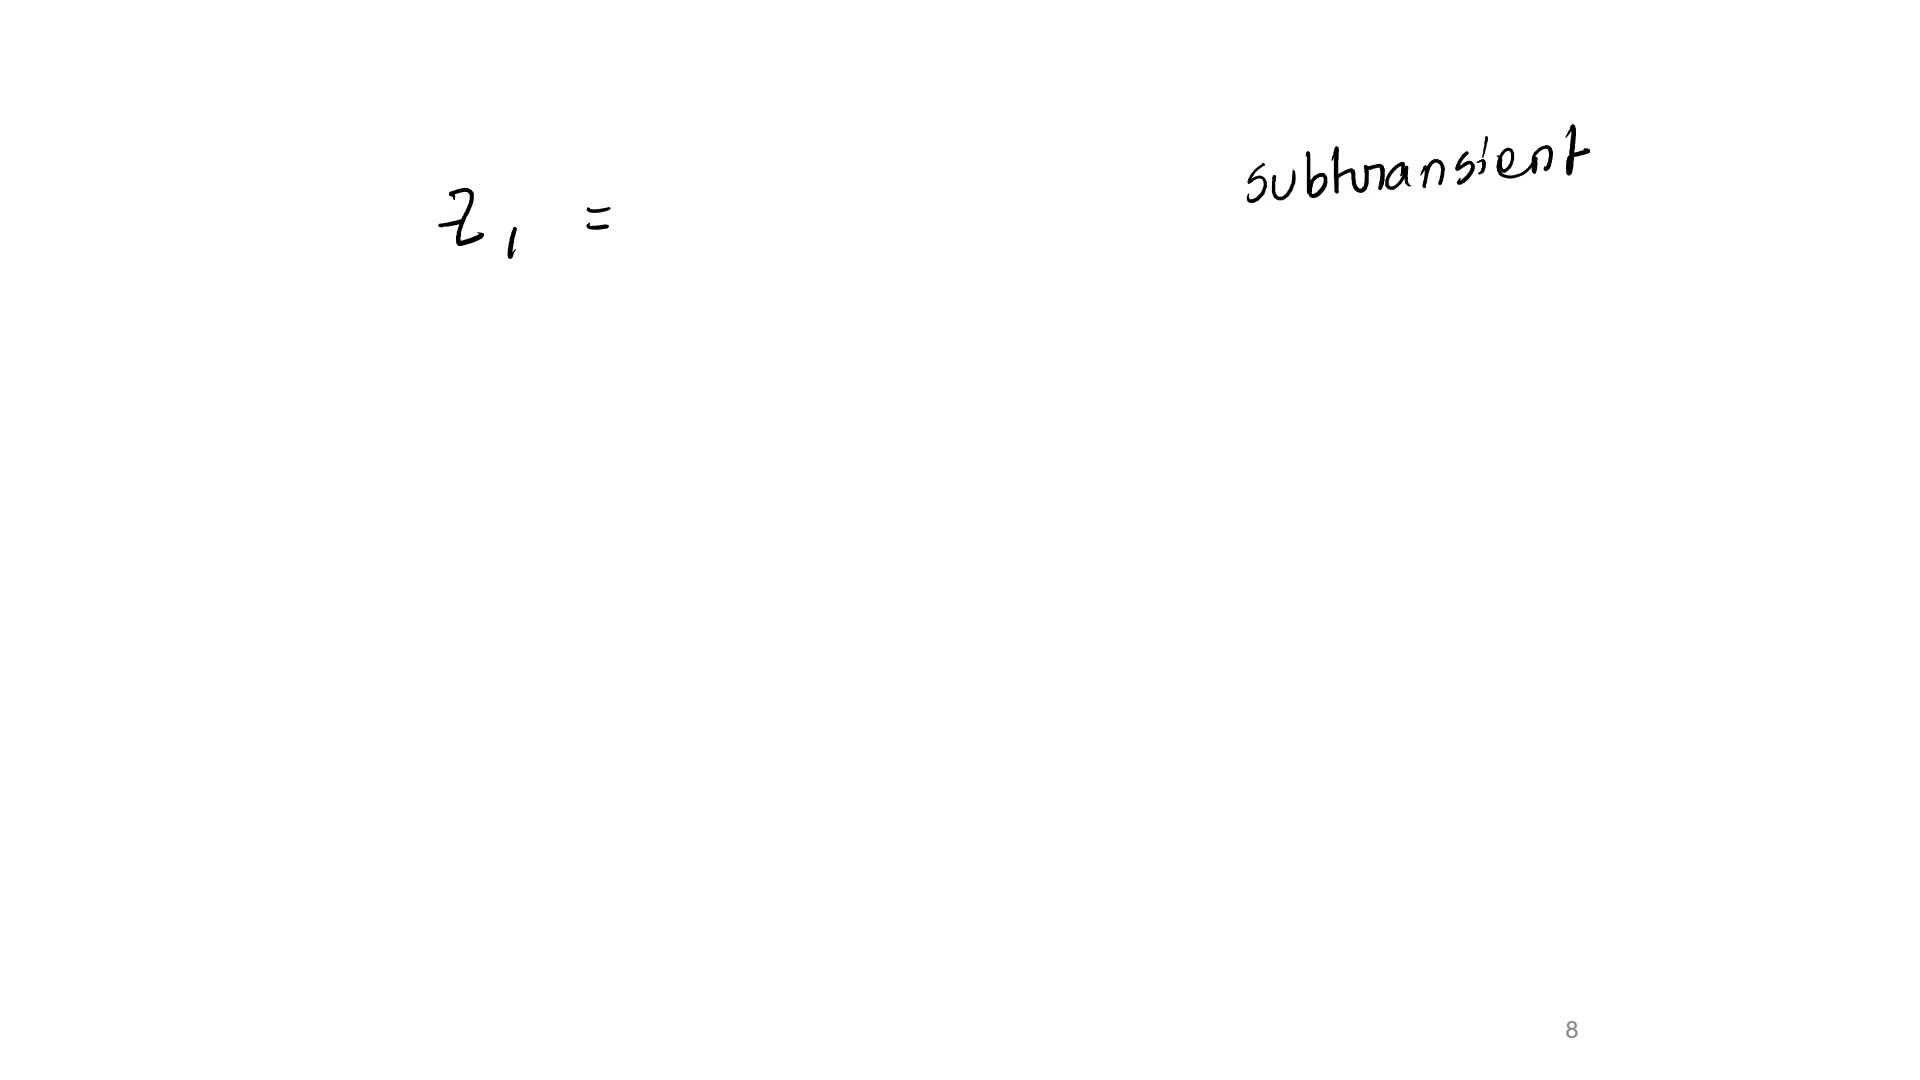 subtransient
Z₁ =
8